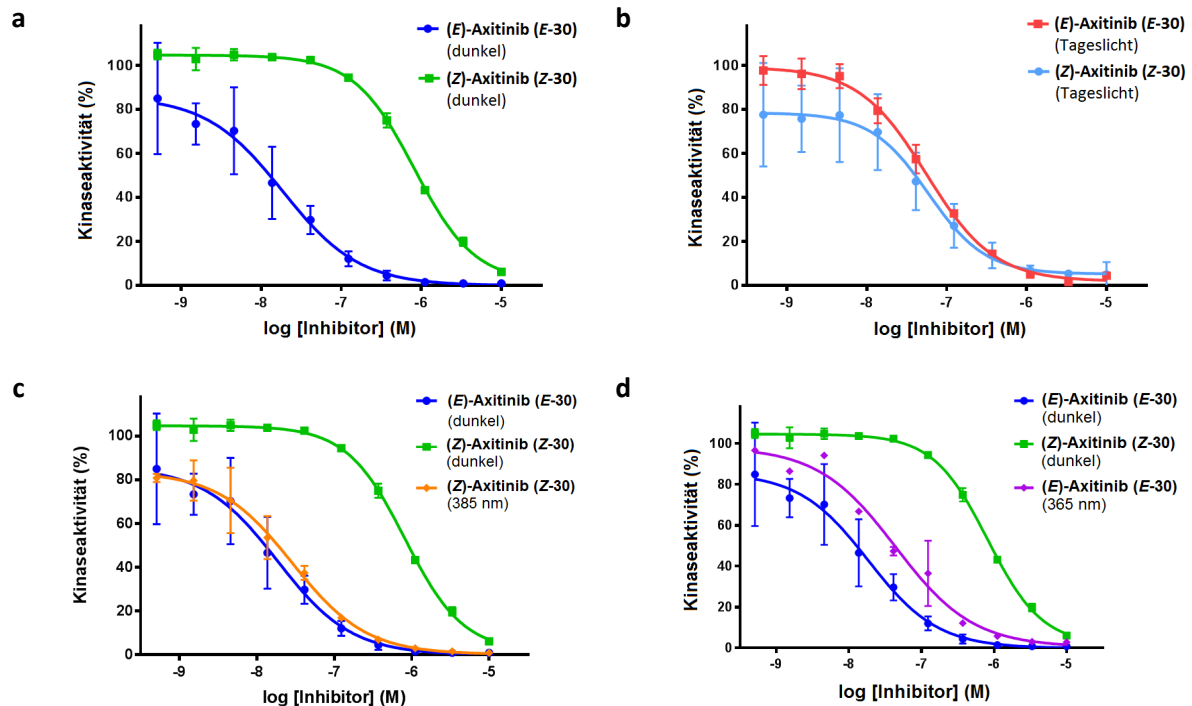 a
(E)-Axitinib (E-30)
(dunkel)
(Z)-Axitinib (Z-30)
(dunkel)
Kinaseaktivität (%)
100
80
60
40
20
0
-9 -8 -7 -6 -5
log [Inhibitor] (M)
b
(E)-Axitinib (E-30)
(Tageslicht)
(Z)-Axitinib (Z-30)
(Tageslicht)
Kinaseaktivität (%)
100
80
60
40
20
0
-9 -8 -7 -6 -5
log [Inhibitor] (M)
c
(E)-Axitinib (E-30)
(dunkel)
(Z)-Axitinib (Z-30)
(dunkel)
(Z)-Axitinib (Z-30)
(385 nm)
Kinaseaktivität (%)
100
80
60
40
20
0
-9 -8 -7 -6 -5
log [Inhibitor] (M)
d
(E)-Axitinib (E-30)
(dunkel)
(Z)-Axitinib (Z-30)
(dunkel)
(E)-Axitinib (E-30)
(365 nm)
Kinaseaktivität (%)
100
80
60
40
20
0
-9 -8 -7 -6 -5
log [Inhibitor] (M)